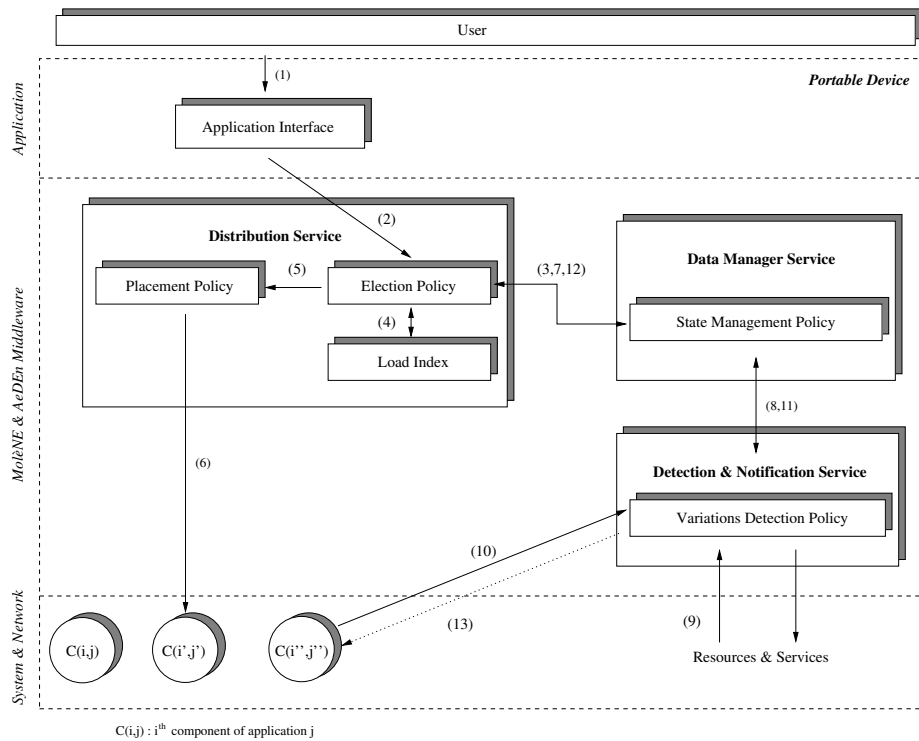 User
(1)
Portable Device
Application
Application Interface
(2)
Distribution Service
Data Manager Service
(5)
(3,7,12)
Placement Policy
Election Policy
State Management Policy
(4)
Load Index
MolèNE & AeDEn Middleware
(8,11)
(6)
Detection & Notification Service
Variations Detection Policy
(10)
(13)
(9)
System & Network
C(i,j)
C(i',j')
C(i'',j'')
Resources & Services
C(i,j) : i^th component of application j